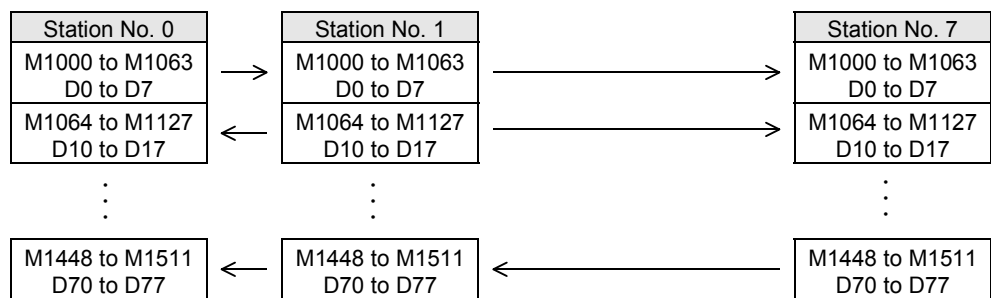 Station No. 0 Station No. 1 Station No. 7
M1000 to M1063 M1000 to M1063 M1000 to M1063
D0 to D7 D0 to D7 D0 to D7
M1064 to M1127 M1064 to M1127 M1064 to M1127
D10 to D17 D10 to D17 D10 to D17
M1448 to M1511 M1448 to M1511 M1448 to M1511
D70 to D77 D70 to D77 D70 to D77